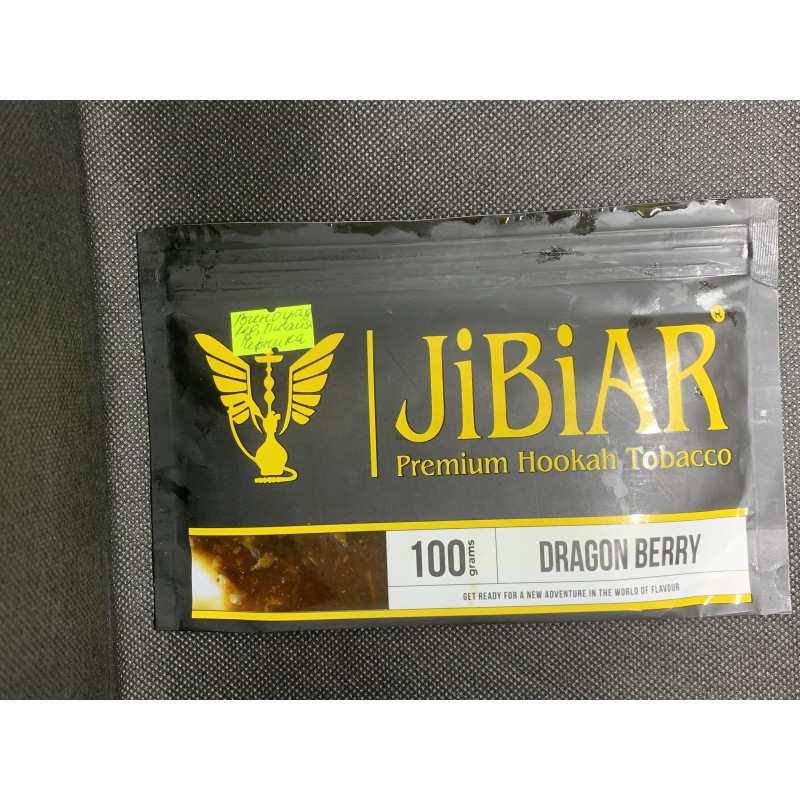 Виноград
Черника
JiBiAR®
Premium Hookah Tobacco
100 grams
DRAGON BERRY
GET READY FOR A NEW ADVENTURE IN THE WORLD OF FLAVOUR